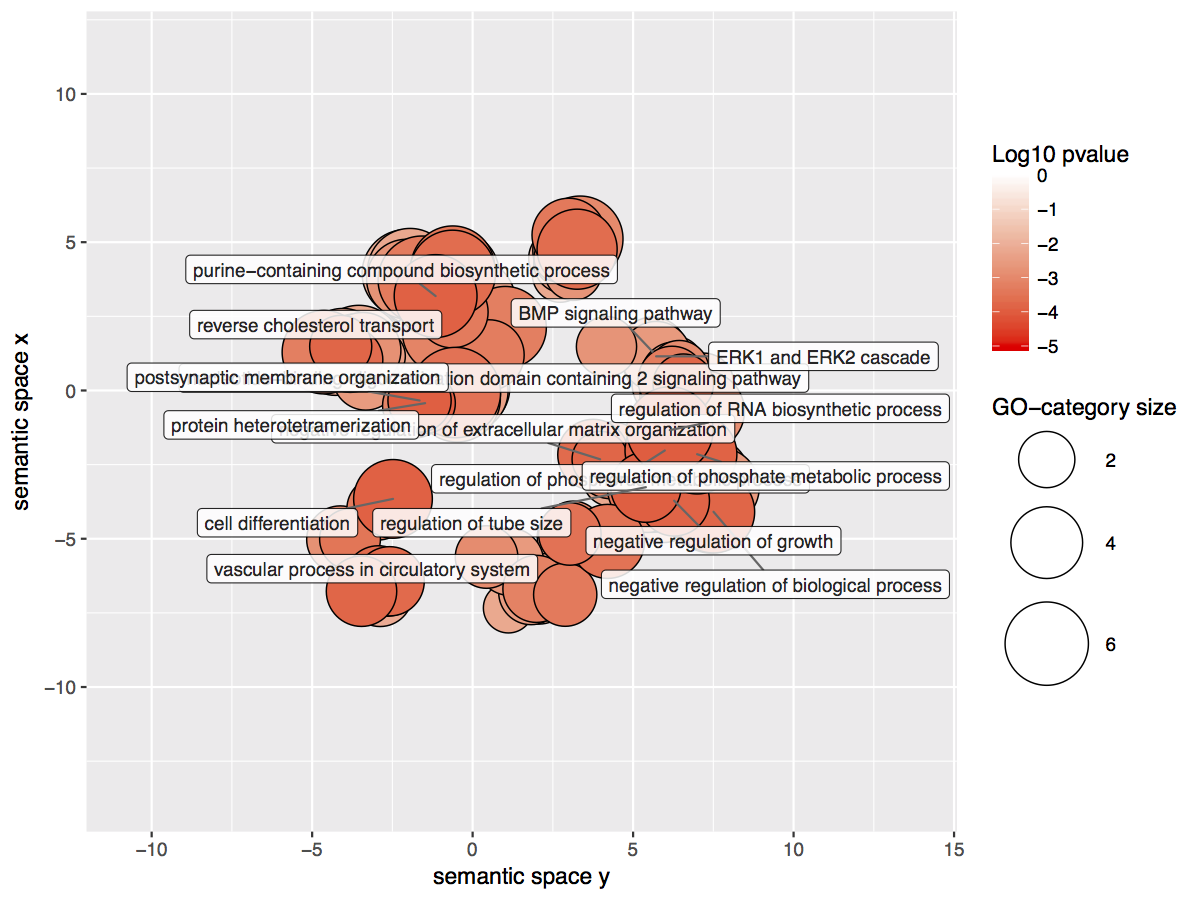 10
5
0
−5
−10
semantic space x
−10
−5
0
5
10
15
semantic space y
purine−containing compound biosynthetic process
BMP signaling pathway
reverse cholesterol transport
ERK1 and ERK2 cascade
postsynaptic membrane organization
domain containing 2 signaling pathway
regulation of RNA biosynthetic process
protein heterotetramerization
of extracellular matrix organization
regulation of
regulation of phosphate metabolic process
cell differentiation
regulation of tube size
negative regulation of growth
vascular process in circulatory system
negative regulation of biological process
Log10 pvalue
0
−1
−2
−3
−4
−5
GO−category size
2
4
6